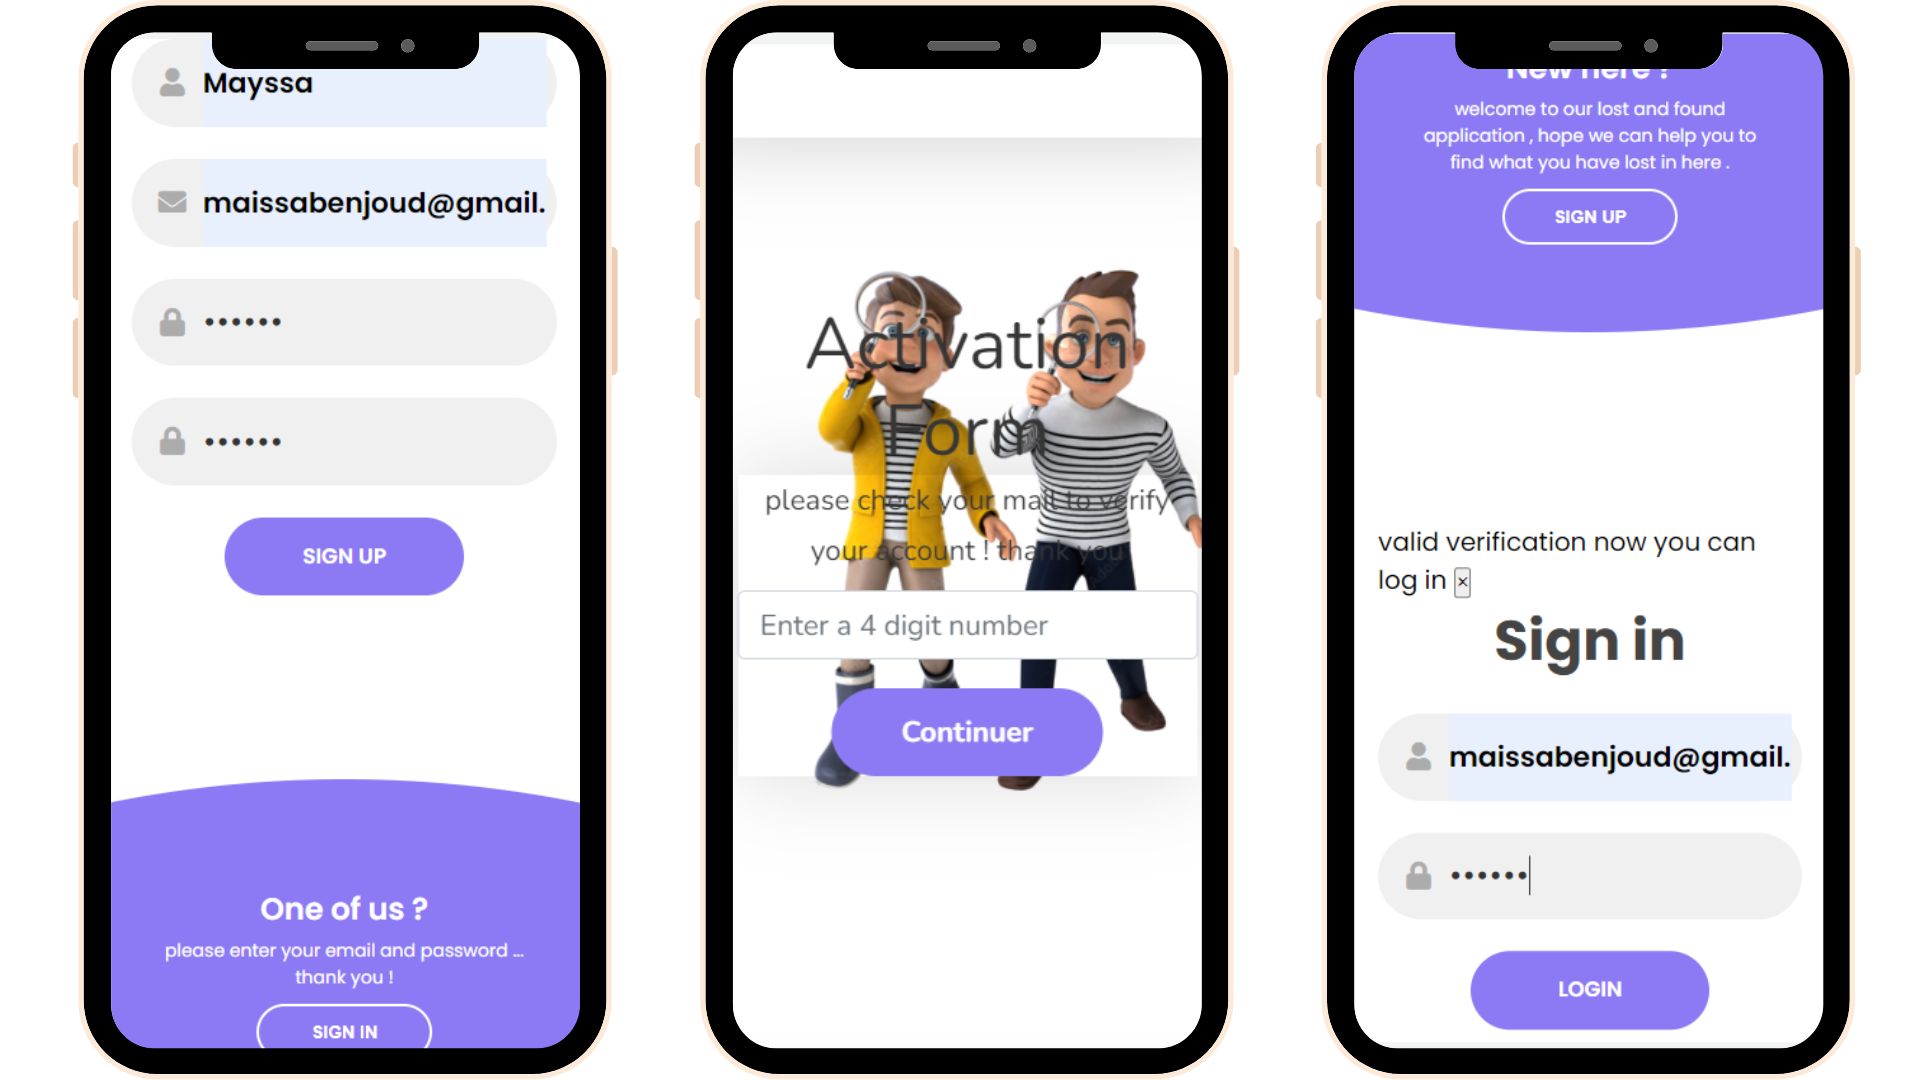 Mayssa
maissabenjoud@gmail.
••••••
••••••
SIGN UP
One of us ?
please enter your email and password ...
thank you !
SIGN IN
Activation
Form
please check your mail to verify
your account ! thank you
Enter a 4 digit number
Continuer
New here ?
welcome to our lost and found
application , hope we can help you to
find what you have lost in here .
SIGN UP
valid verification now you can
log in ×
Sign in
maissabenjoud@gmail.
••••••
LOGIN